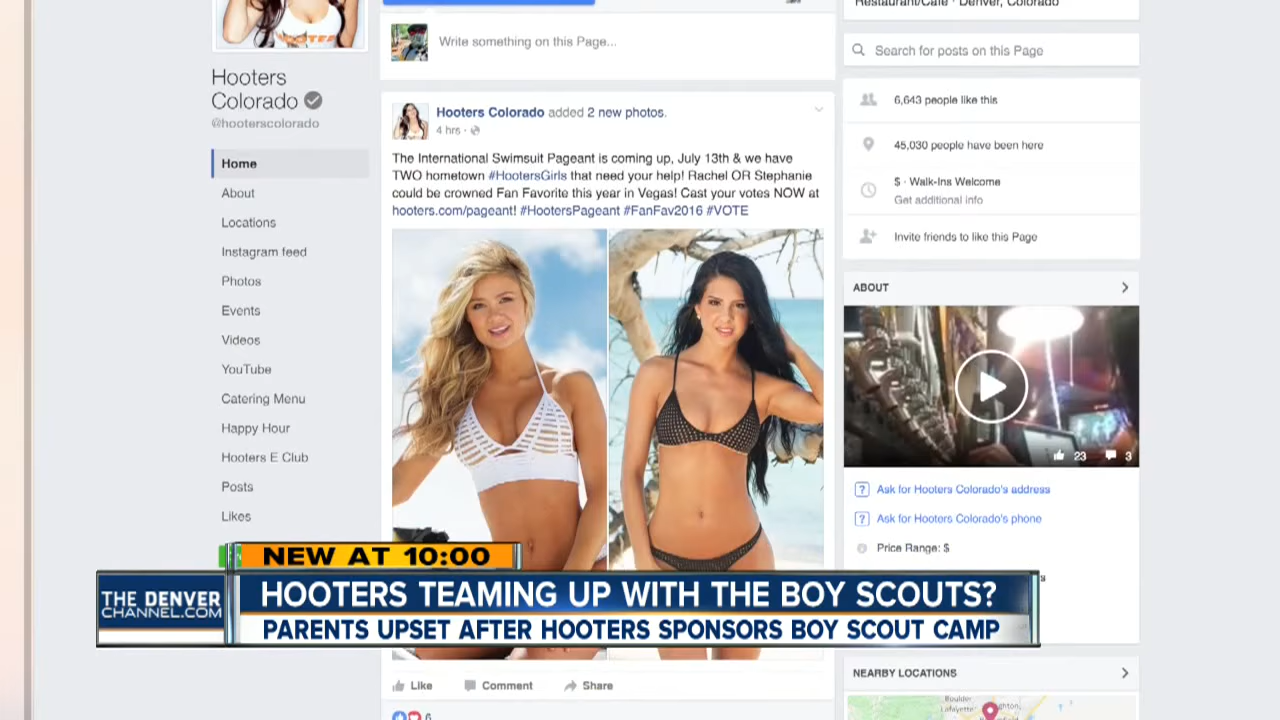 Hooters
Colorado
@hooterscolorado
Home
About
Locations
Instagram feed
Photos
Events
Videos
YouTube
Catering Menu
Happy Hour
Hooters E Club
Posts
Likes
Write something on this Page...
Hooters Colorado added 2 new photos.
4 hrs ·
The International Swimsuit Pageant is coming up, July 13th & we have
TWO hometown #HootersGirls that need your help! Rachel OR Stephanie
could be crowned Fan Favorite this year in Vegas! Cast your votes NOW at
hooters.com/pageant! #HootersPageant #FanFav2016 #VOTE
Like Comment Share
6
Restaurant/Cafe · Denver, Colorado
Search for posts on this Page
6,643 people like this
45,030 people have been here
$ · Walk-Ins Welcome
Get additional info
Invite friends to like this Page
ABOUT
23 3
Ask for Hooters Colorado's address
Ask for Hooters Colorado's phone
Price Range: $
NEARBY LOCATIONS
Boulder
Lafayette
NEW AT 10:00
THE DENVER
CHANNEL.COM
HOOTERS TEAMING UP WITH THE BOY SCOUTS?
PARENTS UPSET AFTER HOOTERS SPONSORS BOY SCOUT CAMP